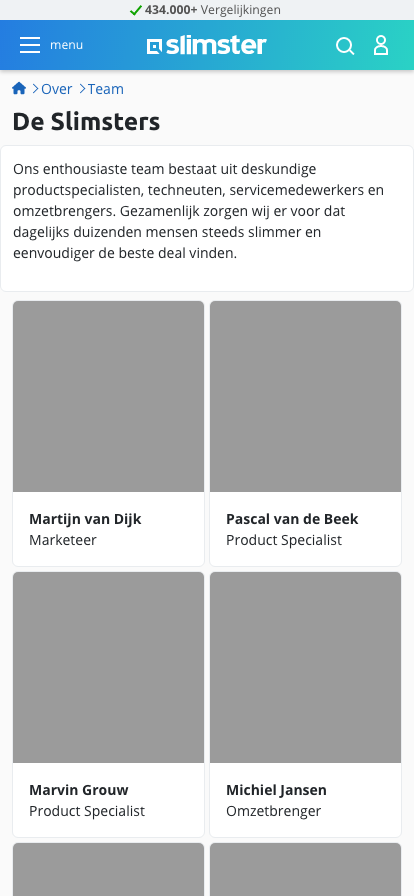 434.000+ Vergelijkingen
menu
slimster
Over
Team
De Slimsters
Ons enthousiaste team bestaat uit deskundige
productspecialisten, techneuten, servicemedewerkers en
omzetbrengers. Gezamenlijk zorgen wij er voor dat
dagelijks duizenden mensen steeds slimmer en
eenvoudiger de beste deal vinden.
Martijn van Dijk
Marketeer
Pascal van de Beek
Product Specialist
Marvin Grouw
Product Specialist
Michiel Jansen
Omzetbrenger